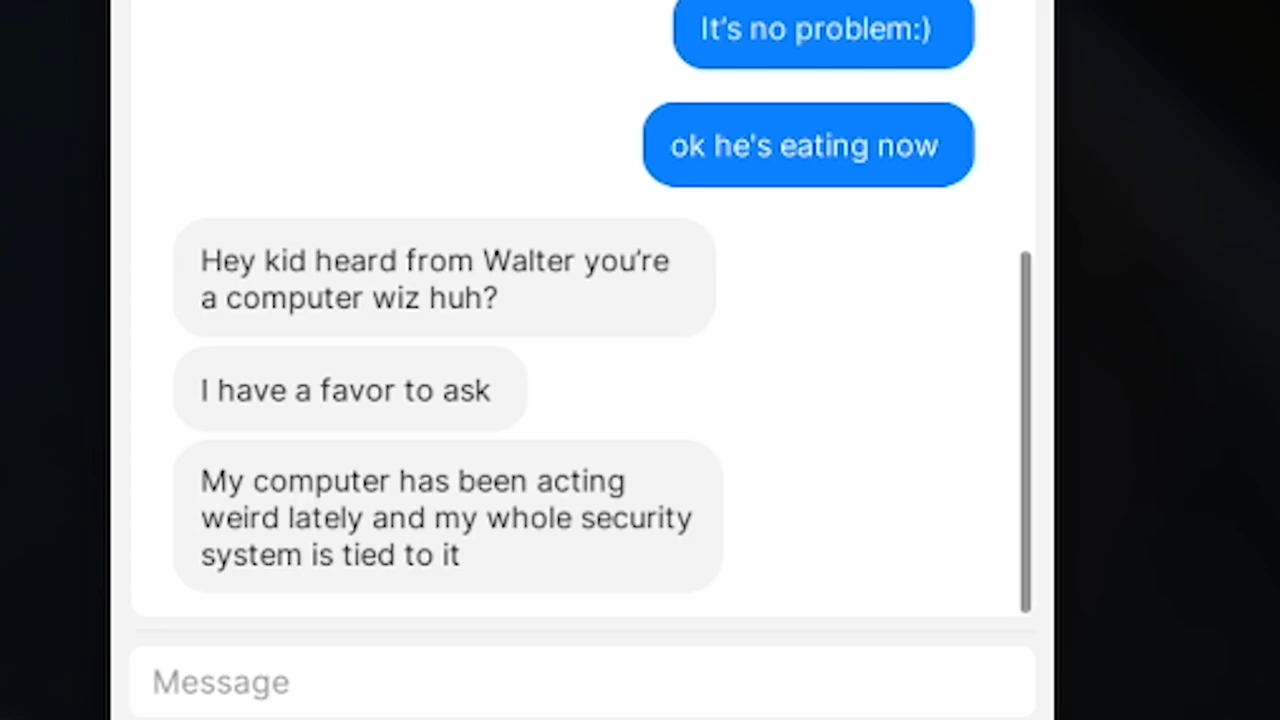 It’s no problem:)
ok he's eating now
Hey kid heard from Walter you’re
a computer wiz huh?
I have a favor to ask
My computer has been acting
weird lately and my whole security
system is tied to it
Message